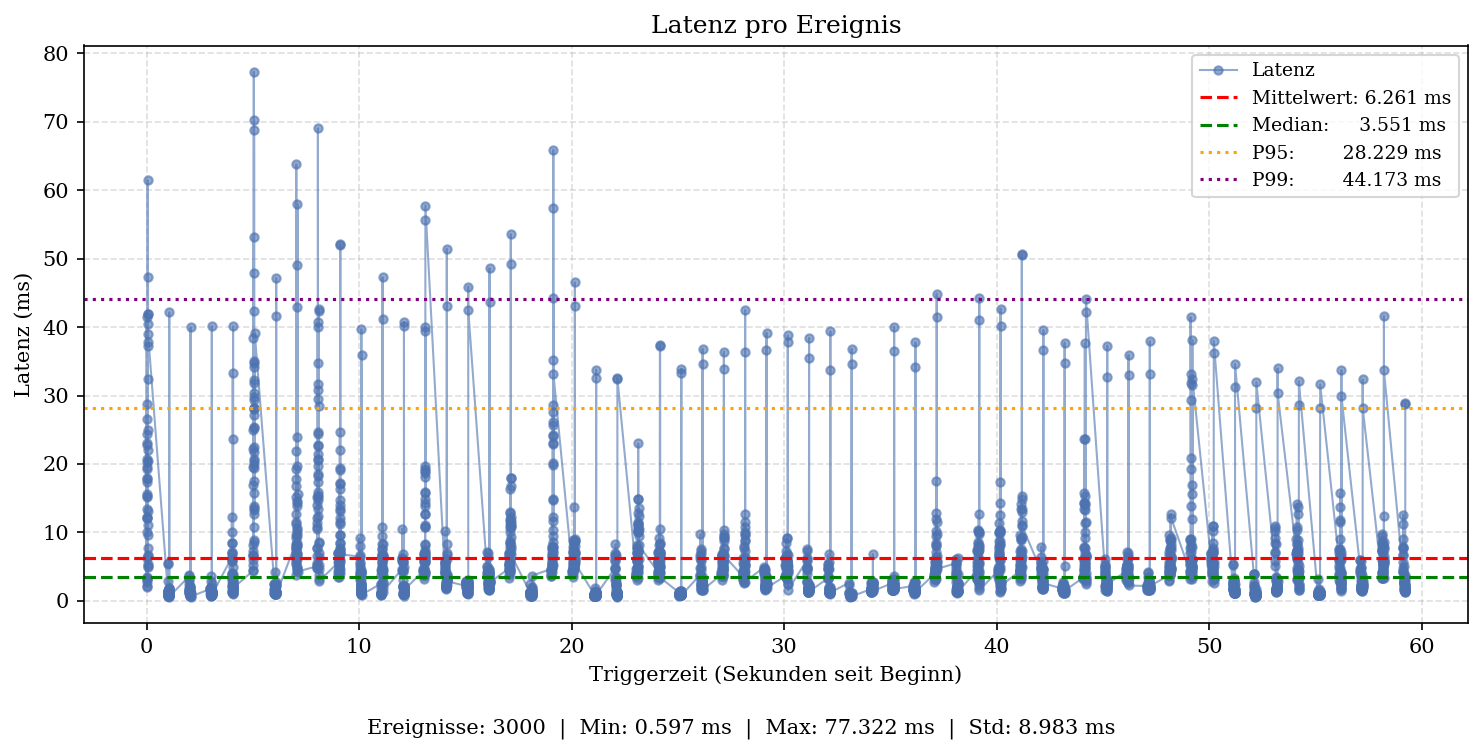 Latenz pro Ereignis
Latenz (ms)
80
70
60
50
40
30
20
10
0
Latenz
Mittelwert: 6.261 ms
Median: 3.551 ms
P95: 28.229 ms
P99: 44.173 ms
0 10 20 30 40 50 60
Triggerzeit (Sekunden seit Beginn)
Ereignisse: 3000 | Min: 0.597 ms | Max: 77.322 ms | Std: 8.983 ms